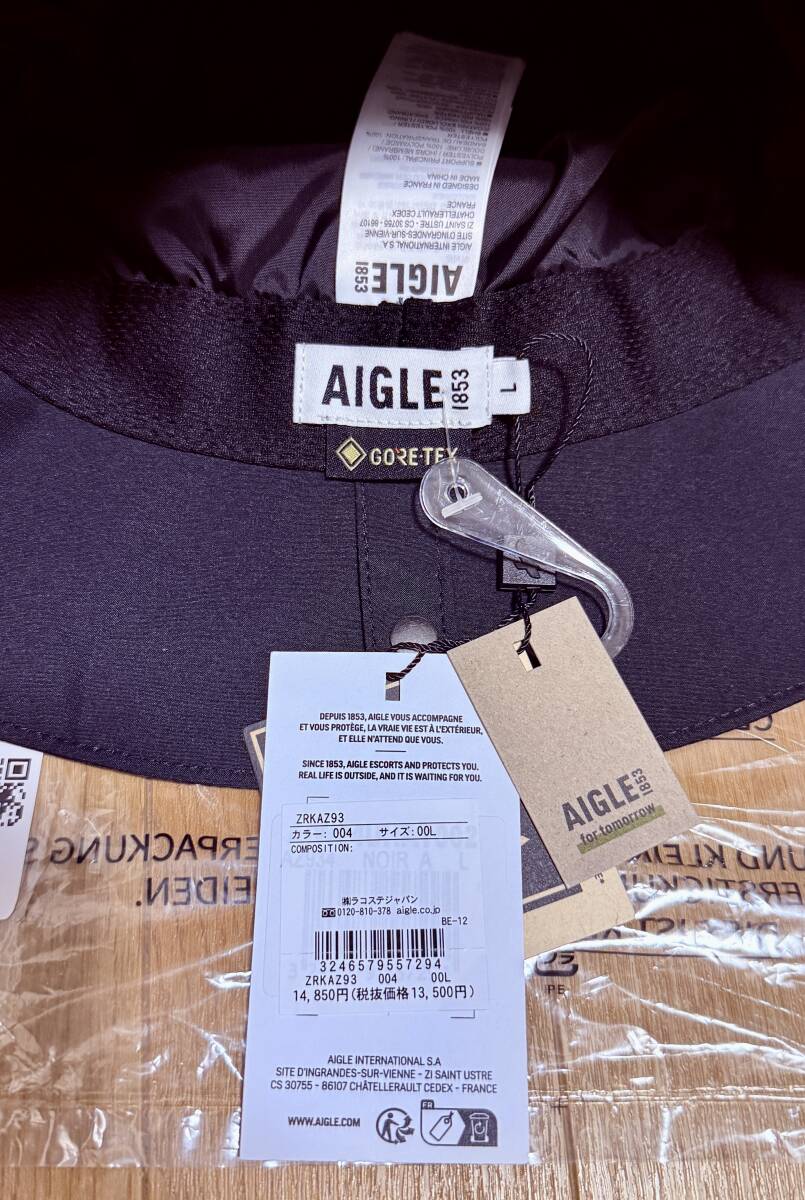 AIGLE 1853
AIGLE INTERNATIONAL S.A.
SITE D'INGRANDES-SUR-VIENNE
ZI SAINT USTRE - CS 30755 - 86107
CHATELLERAULT CEDEX
FRANCE
DESIGNED IN FRANCE
MADE IN CHINA
AIGLE 1853
L
GORE-TEX
DEPUIS 1853, AIGLE VOUS ACCOMPAGNE
ET VOUS PROTÈGE, LA VRAIE VIE EST À L'EXTÉRIEUR,
ET ELLE N'ATTEND QUE VOUS.
SINCE 1853, AIGLE ESCORTS AND PROTECTS YOU.
REAL LIFE IS OUTSIDE, AND IT IS WAITING FOR YOU.
ZRKAZ93
カラー: 004 サイズ: 00L
COMPOSITION:
㈱ラコステジャパン
0120-810-378 aigle.co.jp
BE-12
3246579557294
ZRKAZ93 004 00L
14,850円(税抜価格13,500円)
AIGLE INTERNATIONAL S.A
SITE D'INGRANDES-SUR-VIENNE - ZI SAINT USTRE
CS 30755 - 86107 CHÂTELLERAULT CEDEX - FRANCE
WWW.AIGLE.COM
FR
AIGLE 1853
for tomorrow
PE